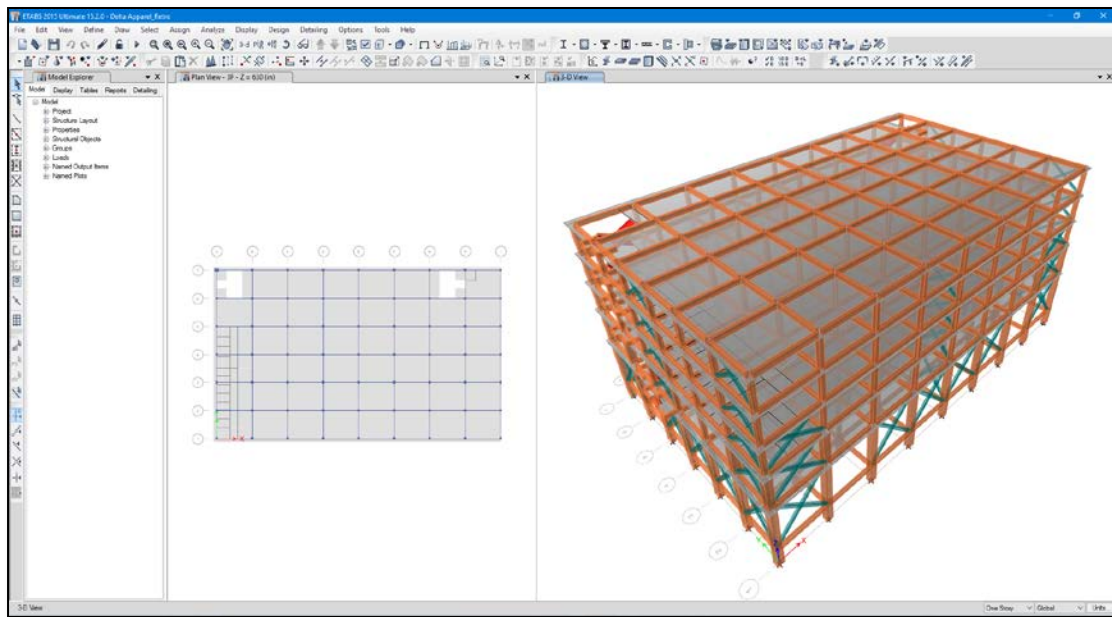 ETABS 2015 Ultimate 15.2.0 - Delta Apparel_Retro
File Edit View Define Draw Select Assign Analyze Display Design Detailing Options Tools Help
Model Explorer
Model Display Tables Reports Detailing
Model
Project
Structure Layout
Properties
Structural Objects
Groups
Loads
Named Output Items
Named Plots
Plan View - 3F - Z = 630 (in)
X
3-D View
X
Y
Z
3-D View
One Story
Global
Units